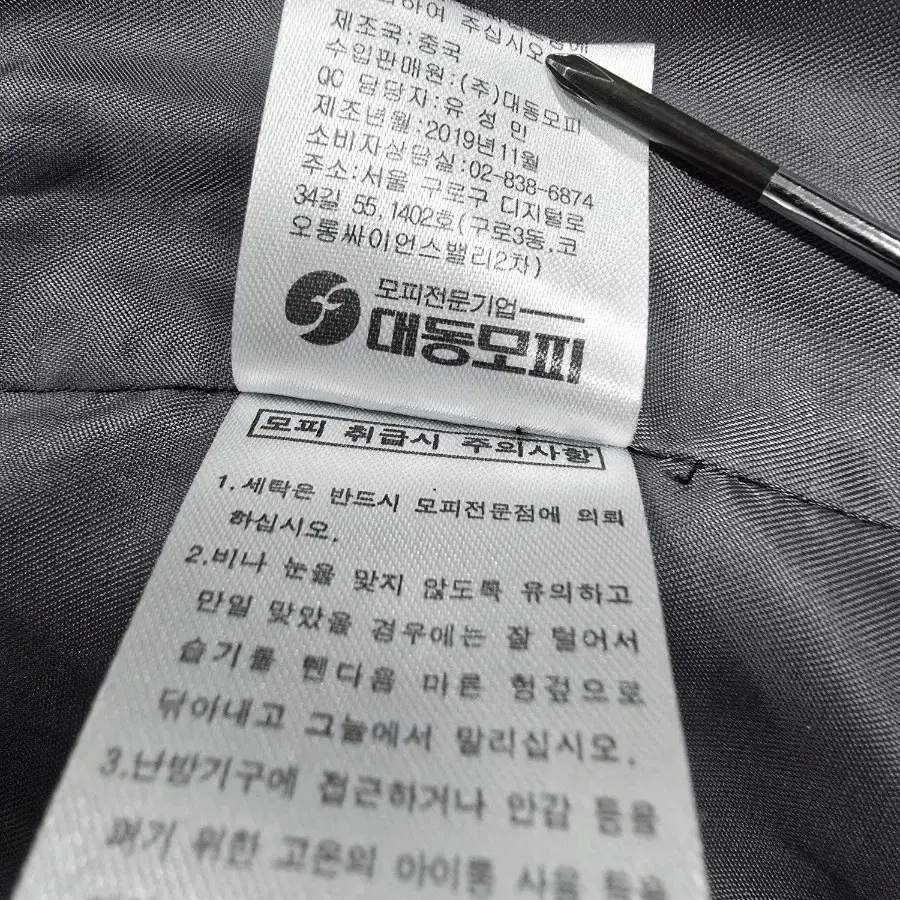 하여 주십시오
제조국:중국
수입판매원:(주)대동모피
QC 담당자:유 성 민
제조년월:2019년11월
소비자상담실:02-838-6874
주소:서울 구로구 디지털로
34길 55,1402호(구로3동,코
오롱싸이언스밸리2차)
모피전문기업
대동모피
모피 취급시 주의사항
1.세탁은 반드시 모피전문점에 의뢰
하십시오.
2.비나 눈을 맞지 않도록 유의하고
만일 맞았을 경우에는 잘 털어서
습기를 뺀다음 마른 헝겊으로
닦아내고 그늘에서 말리십시오.
3.난방기구에 접근하거나 안감 등을
펴기 위한 고온의 아이롱 사용 등을